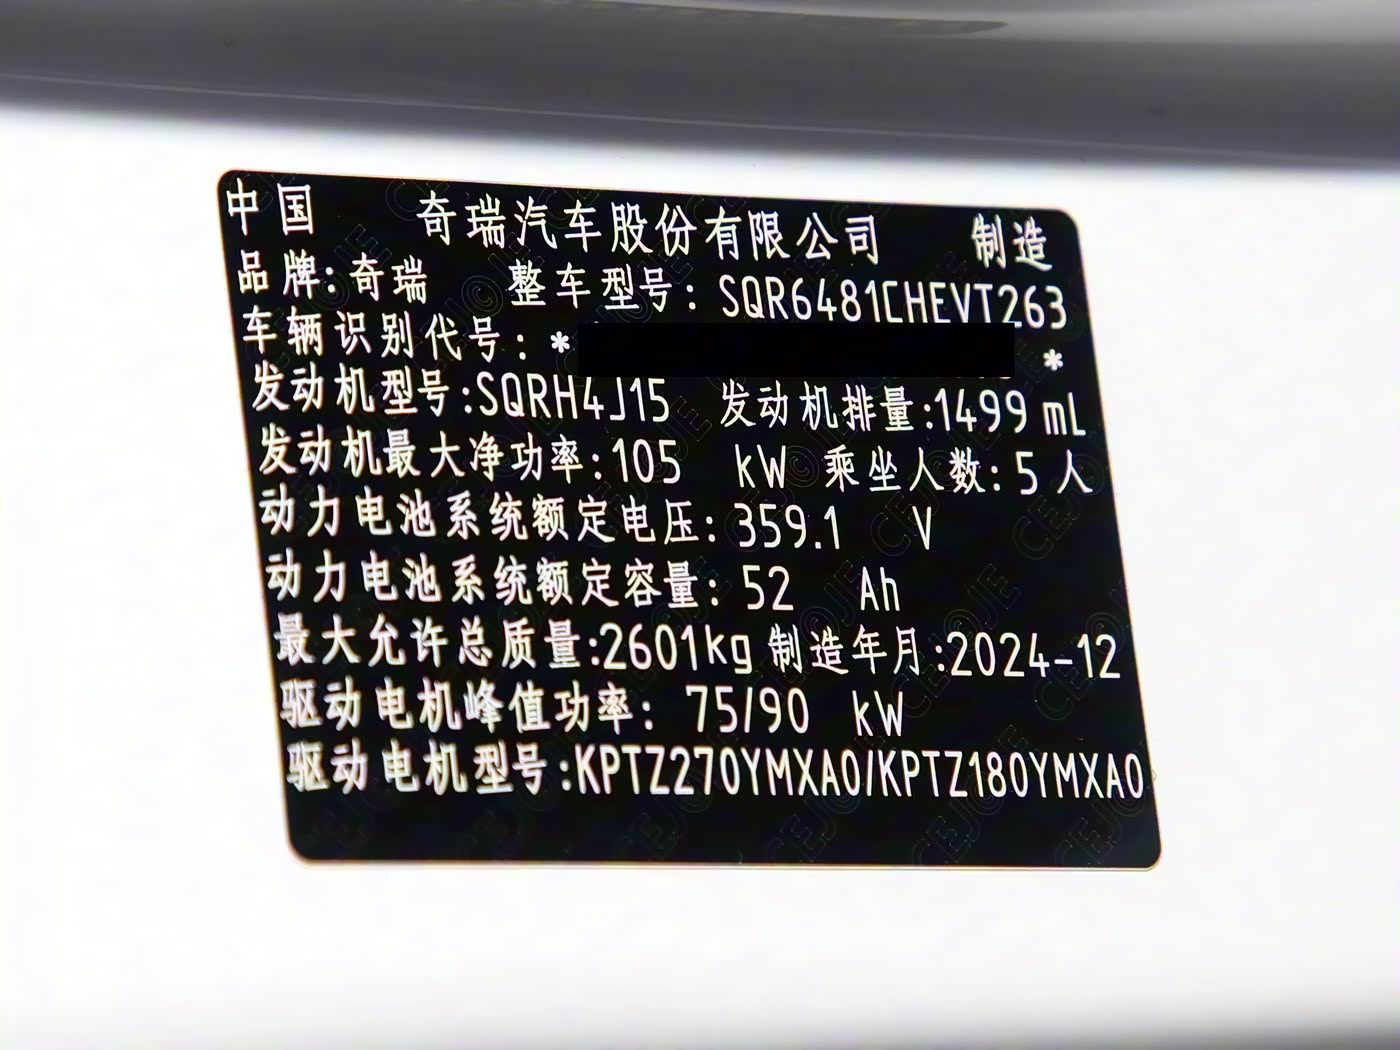 中国 奇瑞汽车股份有限公司 制造
品牌:奇瑞 整车型号: SQR6481CHEVT263
车辆识别代号: * *
发动机型号:SQRH4J15 发动机排量:1499 mL
发动机最大净功率:105 kW 乘坐人数: 5 人
动力电池系统额定电压: 359.1 V
动力电池系统额定容量: 52 Ah
最大允许总质量:2601kg 制造年月:2024-12
驱动电机峰值功率: 75/90 kW
驱动电机型号:KPTZ270YMXA0/KPTZ180YMXA0